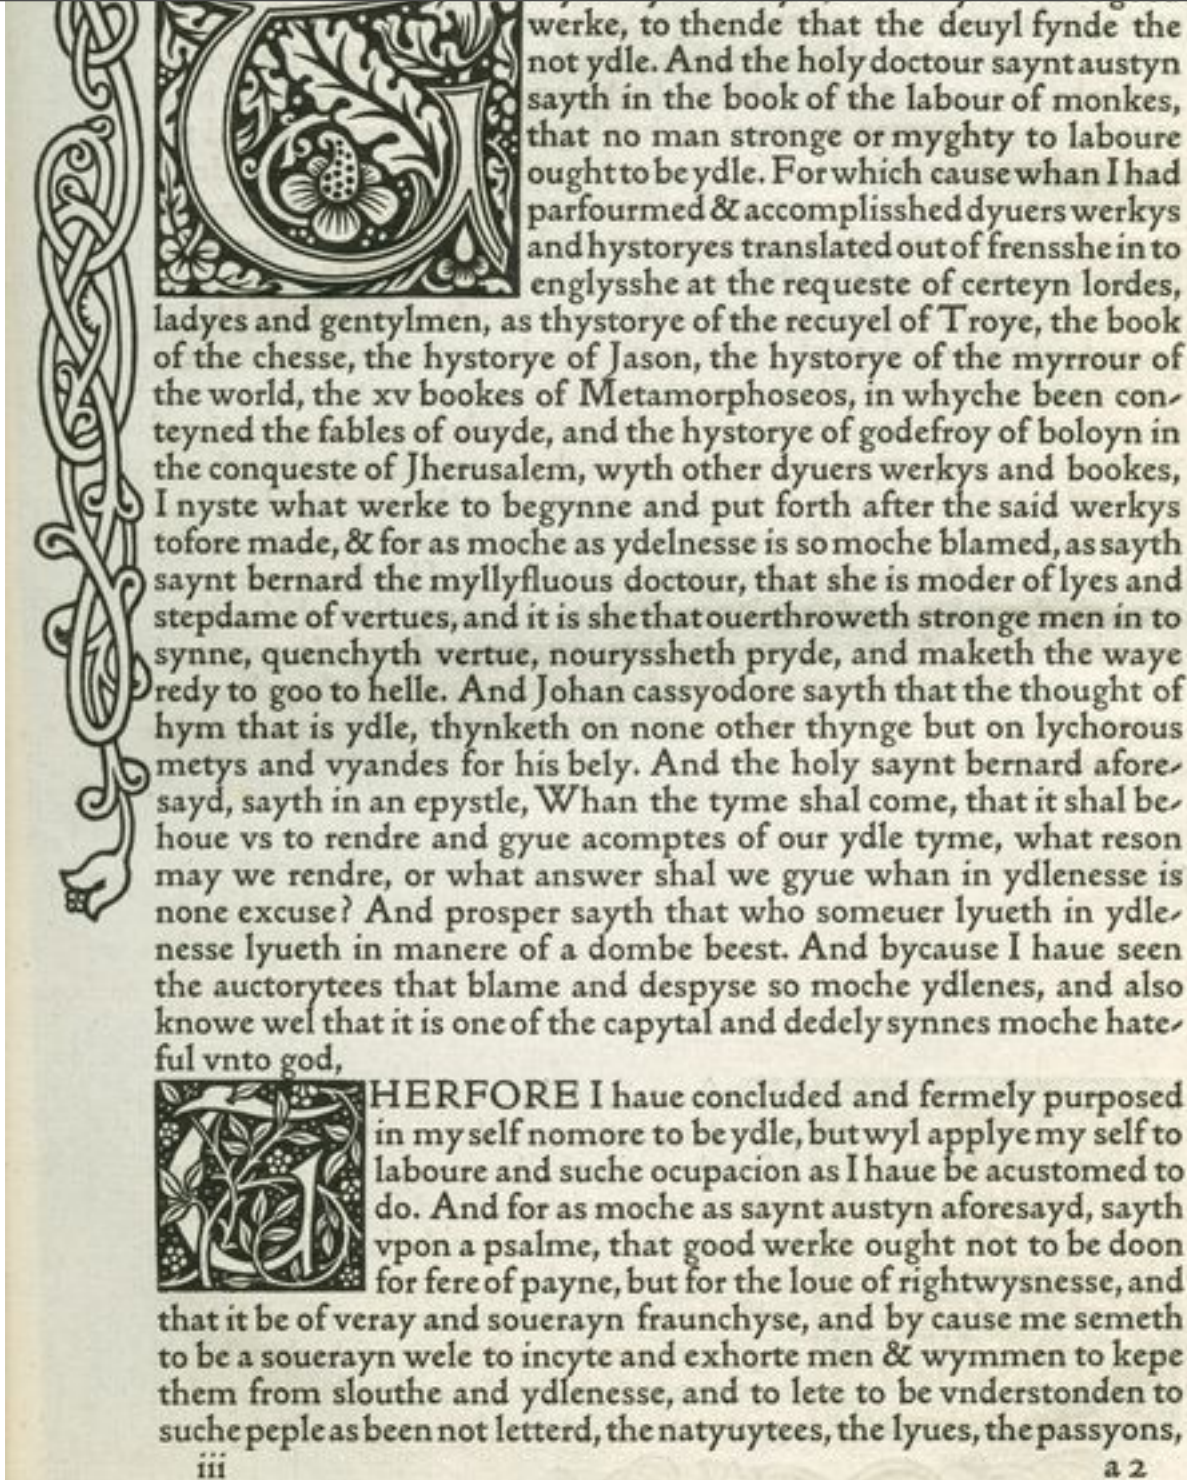 werke, to thende that the deuyl fynde the
not ydle. And the holy doctour saynt austyn
sayth in the book of the labour of monkes,
that no man stronge or myghty to laboure
ought to be ydle. For which cause whan I had
parfourmed & accomplisshed dyuers werkys
and hystoryes translated out of frensshe in to
englysshe at the requeste of certeyn lordes,
ladyes and gentylmen, as thystorye of the recuyel of Troye, the book
of the chesse, the hystorye of Jason, the hystorye of the myrrour of
the world, the xv bookes of Metamorphoseos, in whyche been con-
teyned the fables of ouyde, and the hystorye of godefroy of boloyn in
the conqueste of Jherusalem, wyth other dyuers werkys and bookes,
I nyste what werke to begynne and put forth after the said werkys
tofore made, & for as moche as ydelnesse is so moche blamed, as sayth
saynt bernard the myllyfluous doctour, that she is moder of lyes and
stepdame of vertues, and it is she that ouerthroweth stronge men in to
synne, quenchyth vertue, nouryssheth pryde, and maketh the waye
redy to goo to helle. And Johan cassyodore sayth that the thought of
hym that is ydle, thynketh on none other thynge but on lychorous
metys and vyandes for his bely. And the holy saynt bernard afore-
sayd, sayth in an epystle, Whan the tyme shal come, that it shal be-
houe vs to rendre and gyue acomptes of our ydle tyme, what reson
may we rendre, or what answer shal we gyue whan in ydlenesse is
none excuse? And prosper sayth that who someuer lyueth in ydle-
nesse lyueth in manere of a dombe beest. And bycause I haue seen
the auctorytees that blame and despyse so moche ydlenes, and also
knowe wel that it is one of the capytal and dedely synnes moche hate-
ful vnto god,
THERFORE I haue concluded and fermely purposed
in my self nomore to be ydle, but wyl applye my self to
laboure and suche ocupacion as I haue be acustomed to
do. And for as moche as saynt austyn aforesayd, sayth
vpon a psalme, that good werke ought not to be doon
for fere of payne, but for the loue of rightwysnesse, and
that it be of veray and souerayn fraunchyse, and by cause me semeth
to be a souerayn wele to incyte and exhorte men & wymmen to kepe
them from slouthe and ydlenesse, and to lete to be vnderstonden to
suche peple as been not letterd, the natyuytees, the lyues, the passyons,
iii a 2